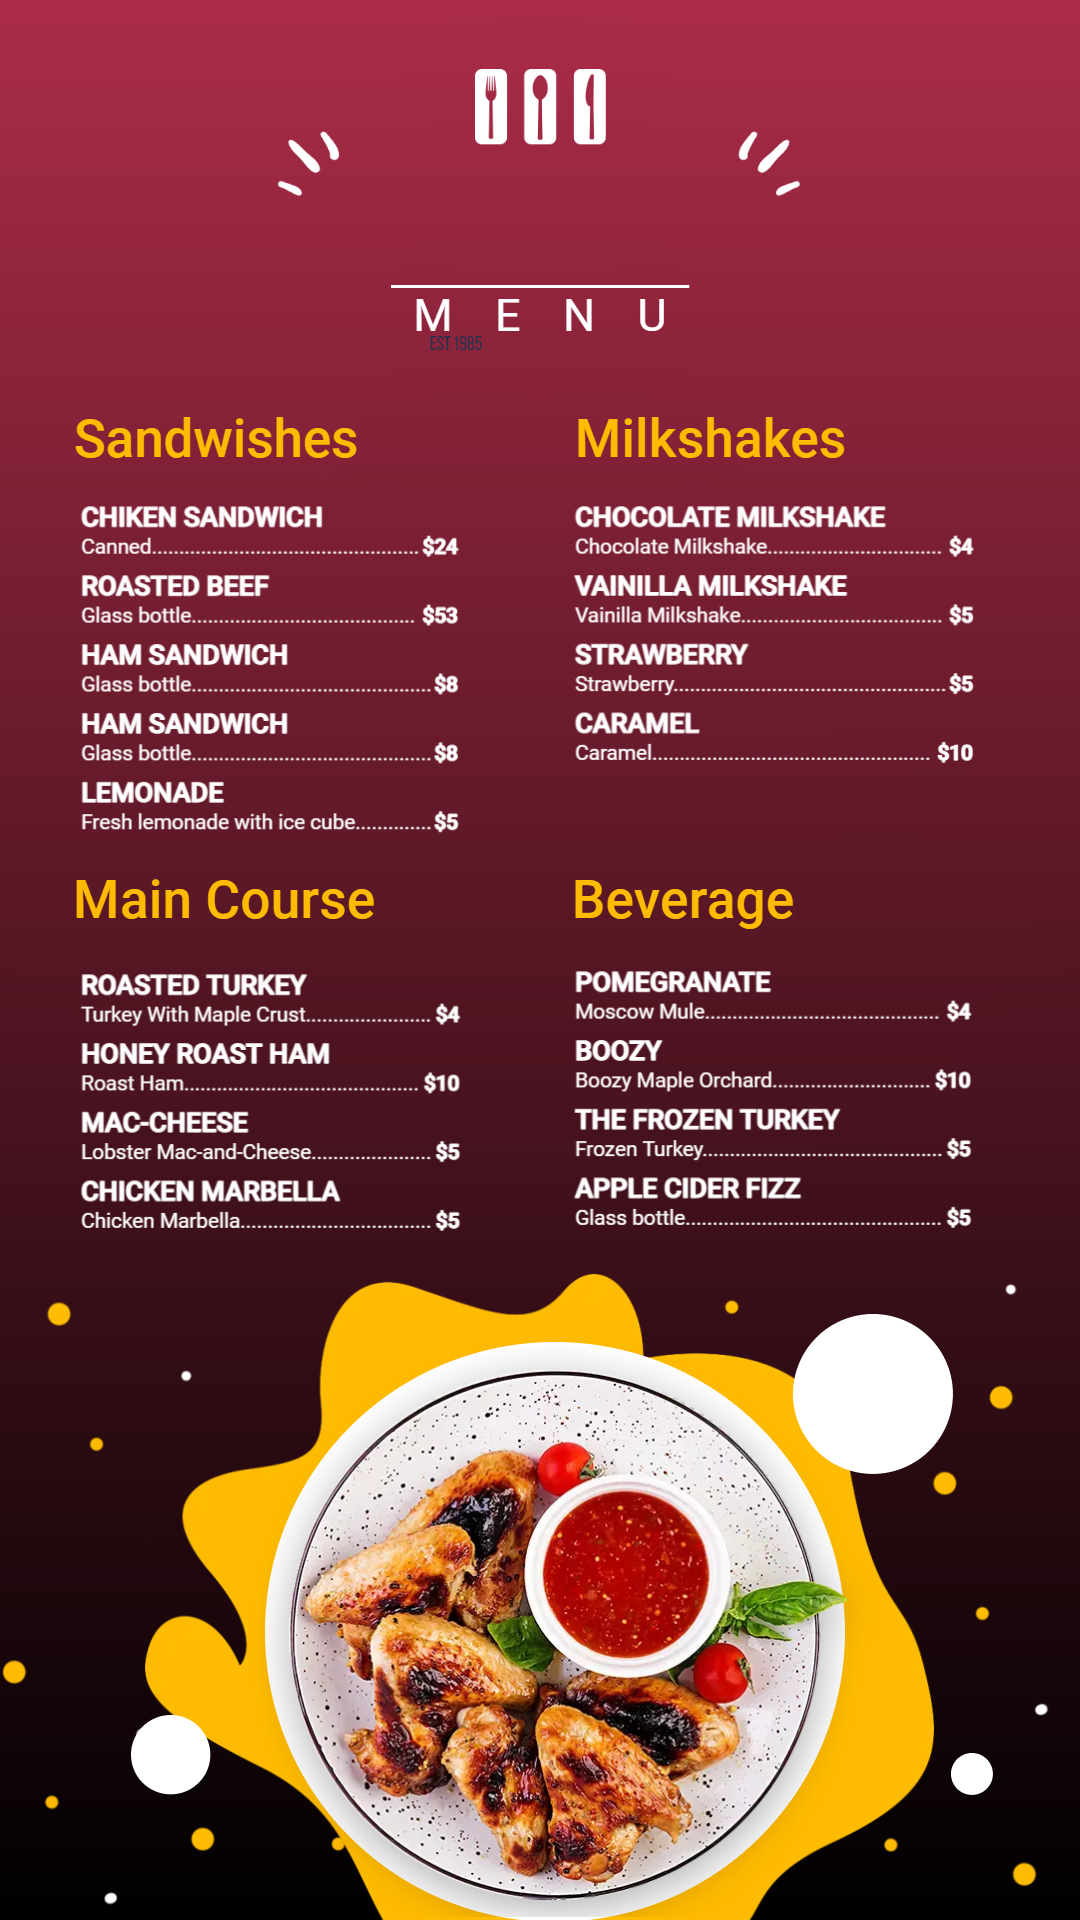 MENU
EST 1985
Sandwishes
CHIKEN SANDWICH
Canned............................................. $24
ROASTED BEEF
Glass bottle...................................... $53
HAM SANDWICH
Glass bottle......................................... $8
HAM SANDWICH
Glass bottle......................................... $8
LEMONADE
Fresh lemonade with ice cube............. $5
Milkshakes
CHOCOLATE MILKSHAKE
Chocolate Milkshake.............................. $4
VAINILLA MILKSHAKE
Vainilla Milkshake.................................. $5
STRAWBERRY
Strawberry.............................................. $5
CARAMEL
Caramel............................................... $10
Main Course
ROASTED TURKEY
Turkey With Maple Crust..................... $4
HONEY ROAST HAM
Roast Ham........................................ $10
MAC-CHEESE
Lobster Mac-and-Cheese.................... $5
CHICKEN MARBELLA
Chicken Marbella................................ $5
Beverage
POMEGRANATE
Moscow Mule........................................ $4
BOOZY
Boozy Maple Orchard........................... $10
THE FROZEN TURKEY
Frozen Turkey......................................... $5
APPLE CIDER FIZZ
Glass bottle........................................... $5